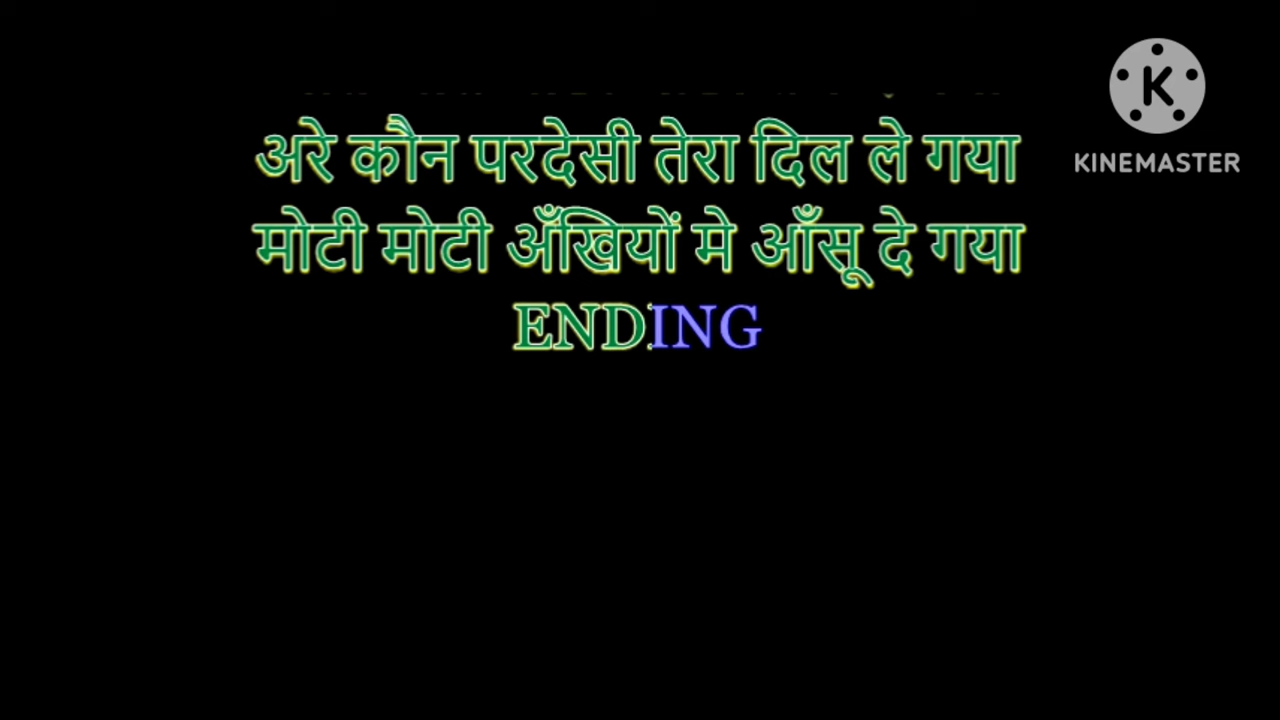 अरे कौन परदेसी तेरा दिल ले गया
मोटी मोटी अँखियों मे आँसू दे गया
ENDING
K
KINEMASTER